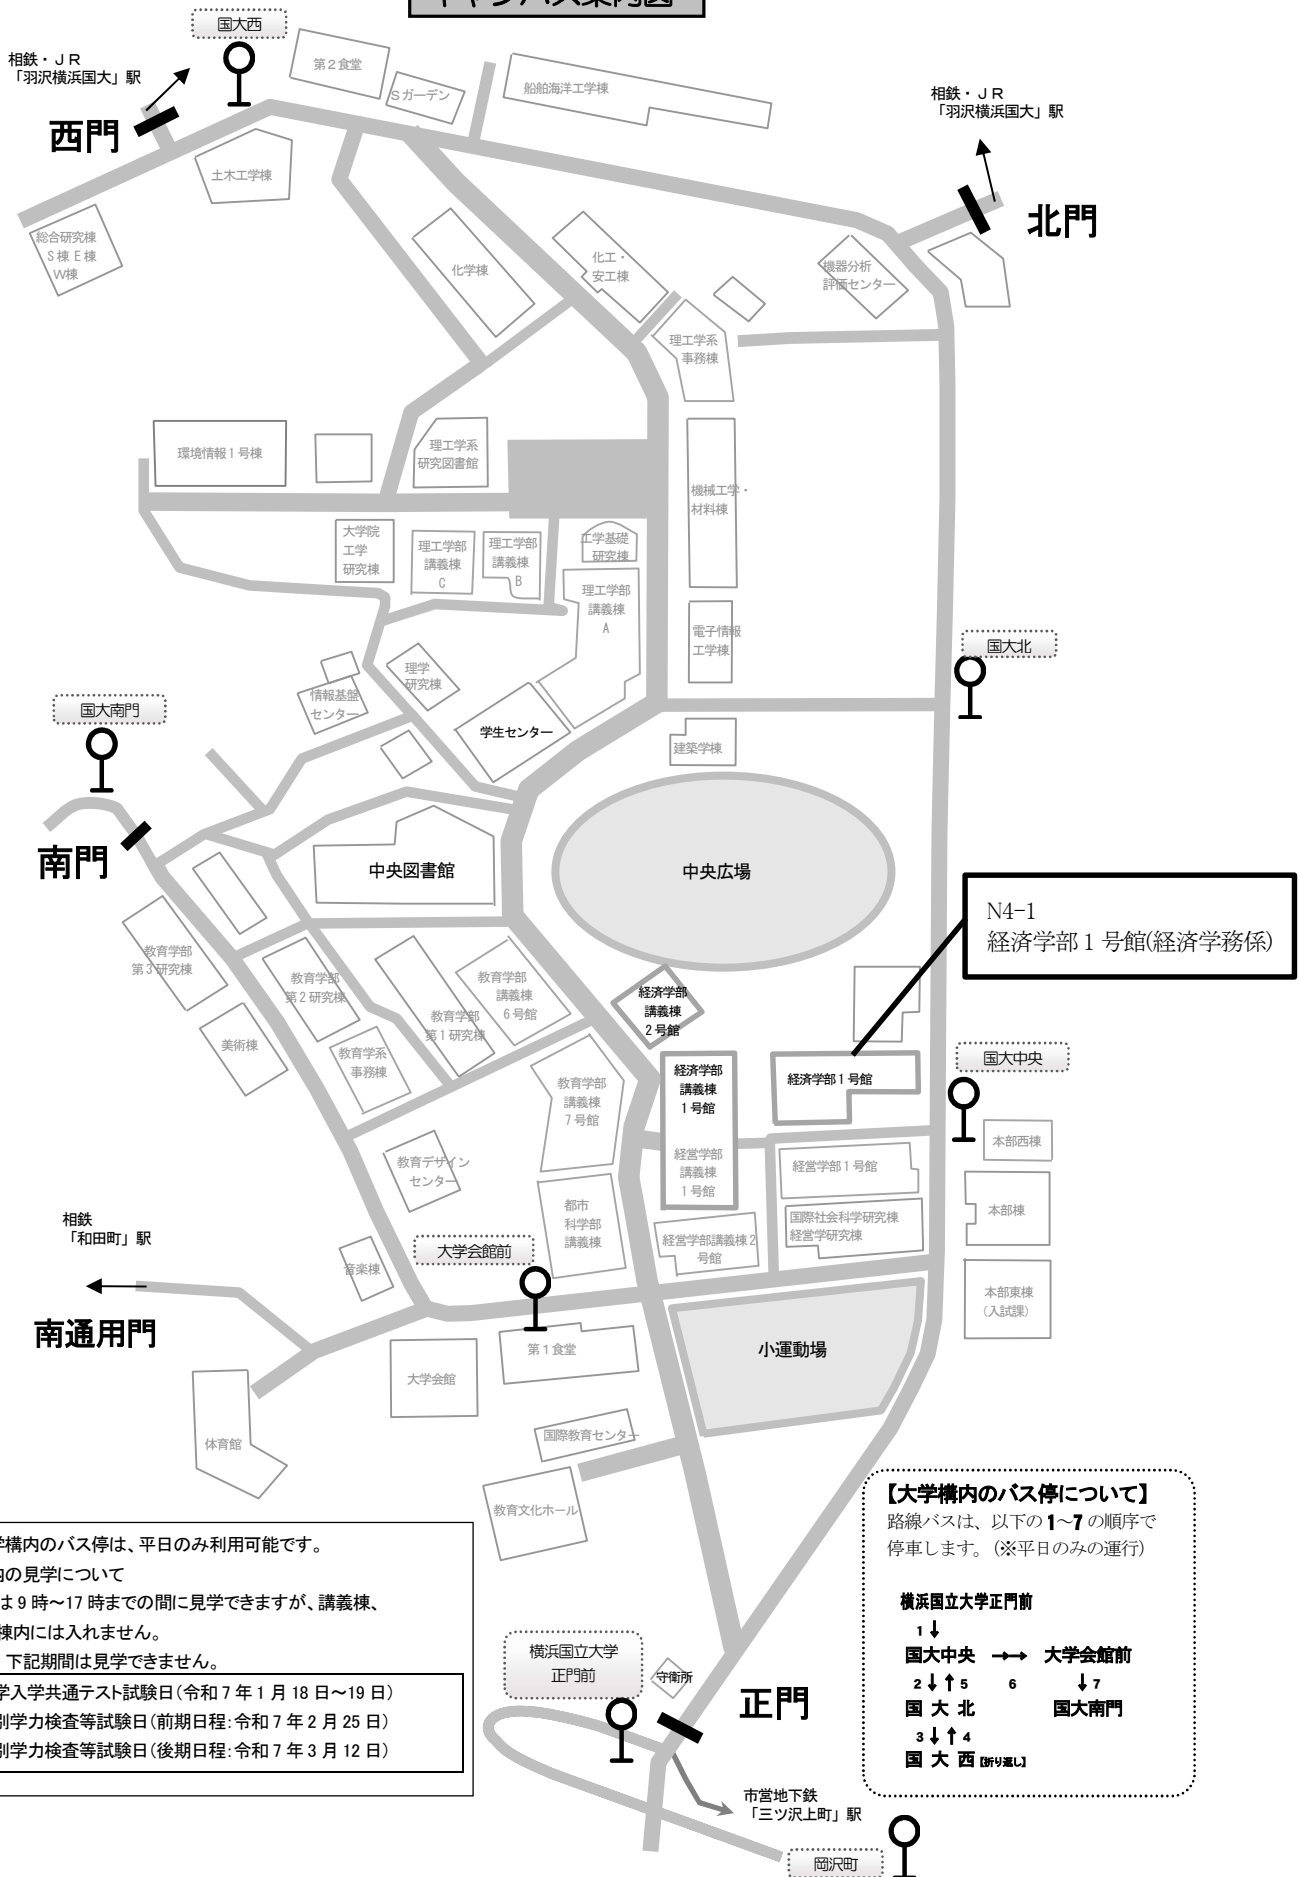 キャンパス案内図
国大西
相鉄・ＪＲ
「羽沢横浜国大」駅
西門
第２食堂
Ｓガーデン
船舶海洋工学棟
相鉄・ＪＲ
「羽沢横浜国大」駅
北門
土木工学棟
総合研究棟
Ｓ棟Ｅ棟
Ｗ棟
化学棟
化工・
安工棟
機器分析
評価センター
理工学系
事務棟
環境情報１号棟
理工学系
研究図書館
機械工学・
材料棟
大学院
工学
研究棟
理工学部
講義棟
C
理工学部
講義棟
B
工学基礎
研究棟
理工学部
講義棟
A
電子情報
工学棟
国大北
理学
研究棟
情報基盤
センター
国大南門
学生センター
建築学棟
南門
中央図書館
中央広場
N4-1
経済学部１号館(経済学務係)
教育学部
第３研究棟
教育学部
第２研究棟
教育学部
第１研究棟
教育学部
講義棟
６号館
経済学部
講義棟
２号館
美術棟
教育学系
事務棟
教育学部
講義棟
７号館
経済学部
講義棟
１号館
経済学部１号館
国大中央
本部西棟
教育デザイン
センター
経営学部
講義棟
１号館
経営学部１号館
都市
科学部
講義棟
国際社会科学研究棟
経営学研究棟
本部棟
相鉄
「和田町」駅
大学会館前
経営学部講義棟２
号館
音楽棟
本部東棟
（入試課）
南通用門
第１食堂
小運動場
大学会館
国際教育センター
体育館
教育文化ホール
【大学構内のバス停について】
路線バスは、以下の1～7の順序で
停車します。（※平日のみの運行）
横浜国立大学正門前
1↓
国大中央 →→ 大学会館前
2↓↑5 6 ↓7
国大北 国大南門
3↓↑4
国大西【折り返し】
学構内のバス停は、平日のみ利用可能です。
内の見学について
は９時～17時までの間に見学できますが、講義棟、
棟内には入れません。
下記期間は見学できません。
学入学共通テスト試験日（令和７年１月18日～19日）
別学力検査等試験日（前期日程：令和７年２月25日）
別学力検査等試験日（後期日程：令和７年３月12日）
横浜国立大学
正門前
守衛所
正門
市営地下鉄
「三ツ沢上町」駅
岡沢町